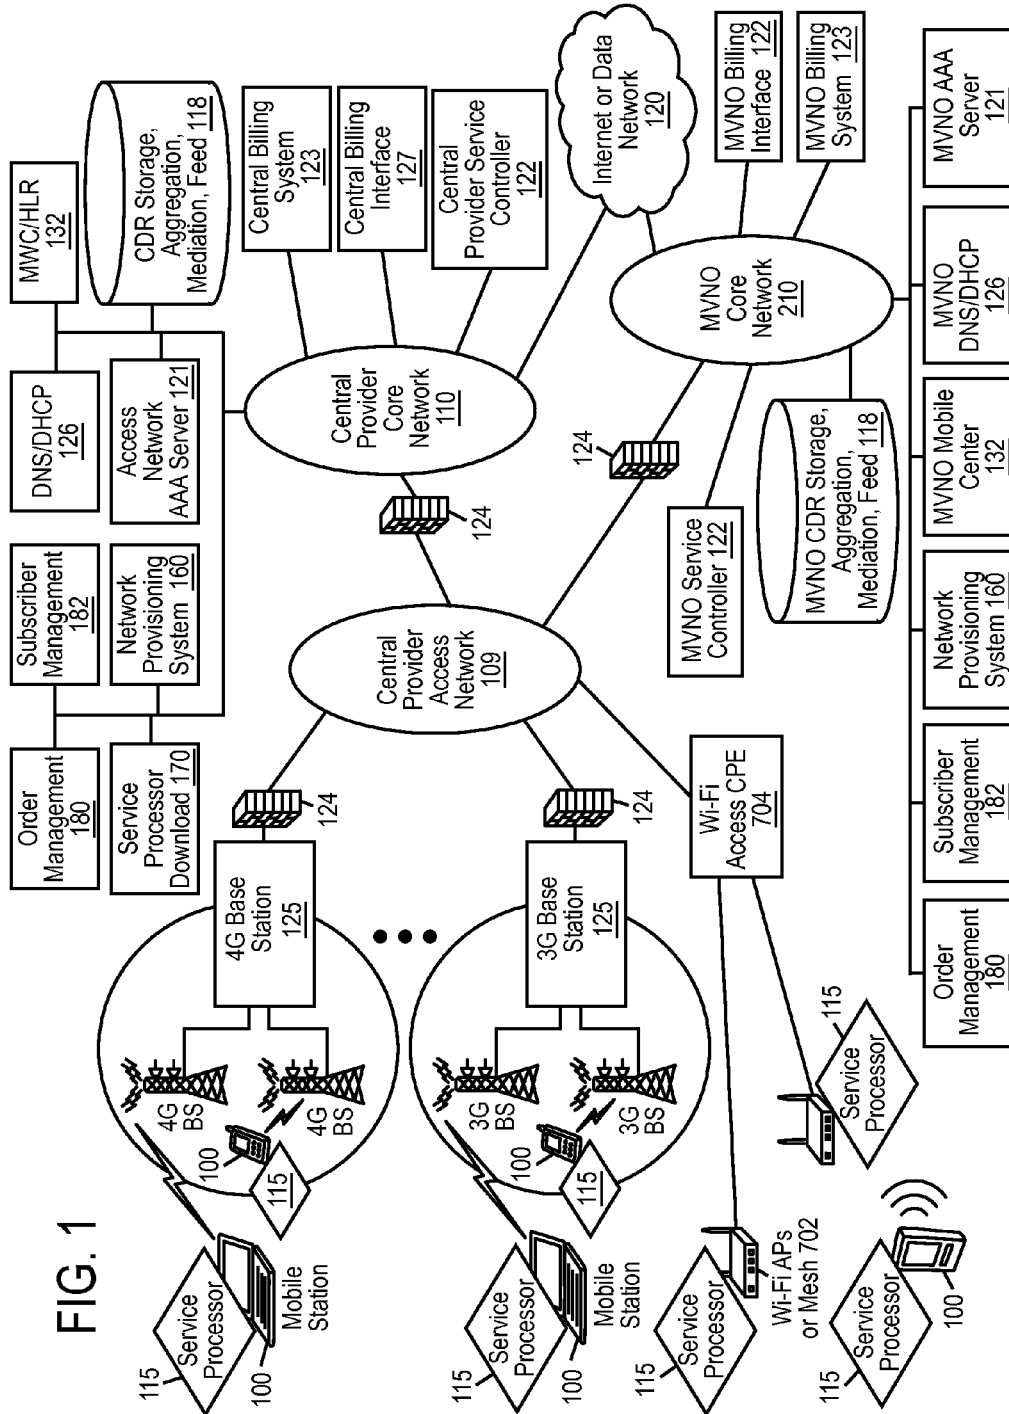 FIG. 1
Order
Management
180
Subscriber
Management
182
DNS/DHCP
126
MWC/HLR
132
Service
Processor
Download 170
Network
Provisioning
System 160
Access
Network
AAA Server 121
CDR Storage,
Aggregation,
Mediation, Feed 118
Central Billing
System
123
Central Billing
Interface
127
Central
Provider Service
Controller
122
Central
Provider
Core
Network
110
Internet or Data
Network
120
124
Central
Provider
Access
Network
109
124
4G Base
Station
125
4G
BS
4G
BS
100
115
115
Service
Processor
100
Mobile
Station
124
3G Base
Station
125
3G
BS
3G
BS
100
115
115
Service
Processor
100
Mobile
Station
124
MVNO
Core
Network
210
MVNO Billing
Interface 122
MVNO Billing
System 123
MVNO Service
Controller 122
MVNO CDR Storage,
Aggregation,
Mediation, Feed 118
Wi-Fi
Access CPE
704
115
Service
Processor
Wi-Fi APs
or Mesh 702
115
Service
Processor
115
Service
Processor
100
Order
Management
180
Subscriber
Management
182
Network
Provisioning
System 160
MVNO Mobile
Center
132
MVNO
DNS/DHCP
126
MVNO AAA
Server
121